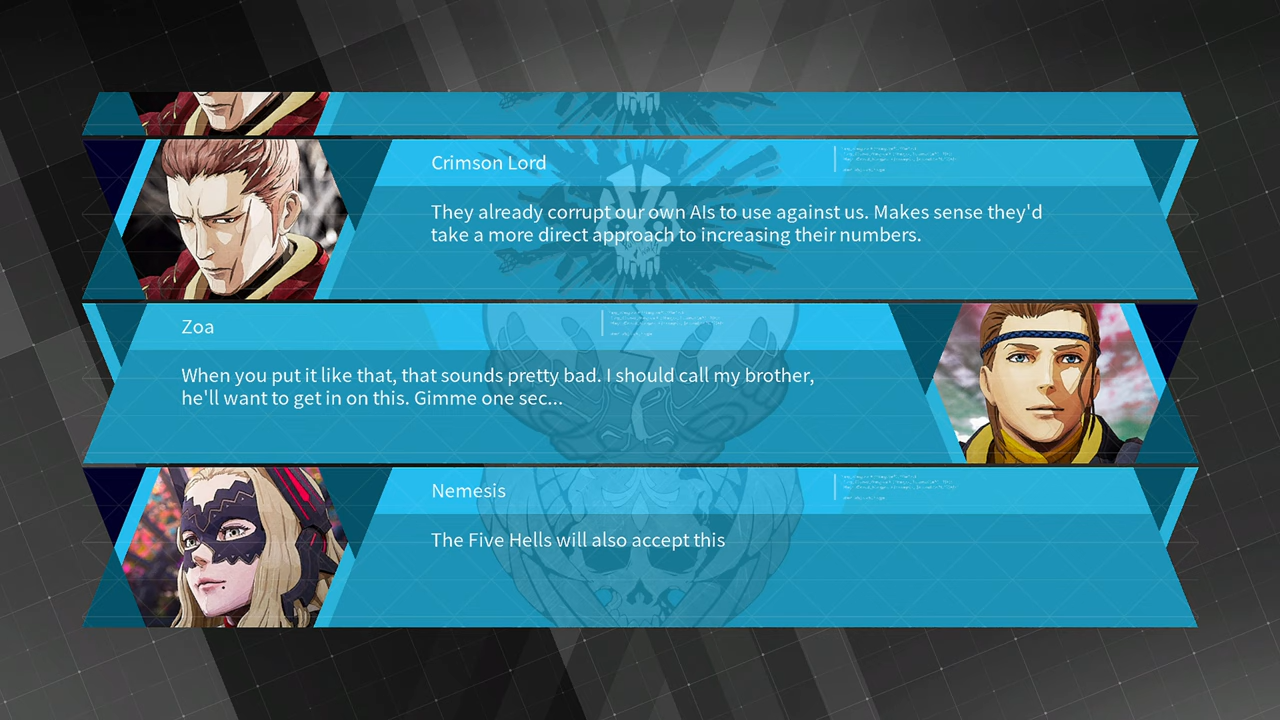 Crimson Lord
They already corrupt our own AIs to use against us. Makes sense they'd
take a more direct approach to increasing their numbers.
Zoa
When you put it like that, that sounds pretty bad. I should call my brother,
he'll want to get in on this. Gimme one sec...
Nemesis
The Five Hells will also accept this